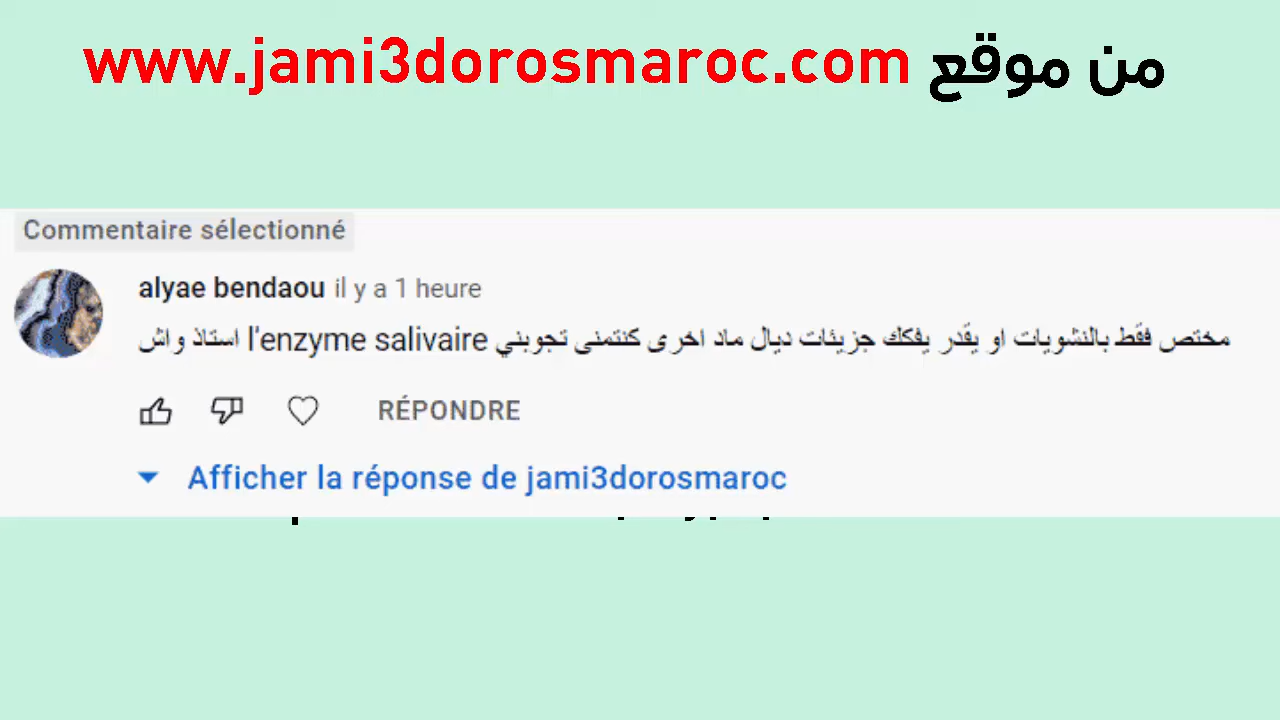 من موقع www.jami3dorosmaroc.com
Commentaire sélectionné
alyae bendaou il y a 1 heure
استاذ واش l'enzyme salivaire مختص فقط بالنشويات او يقدر يفكك جزيئات ديال ماد اخرى كنتمنى تجوبني
RÉPONDRE
Afficher la réponse de jami3dorosmaroc